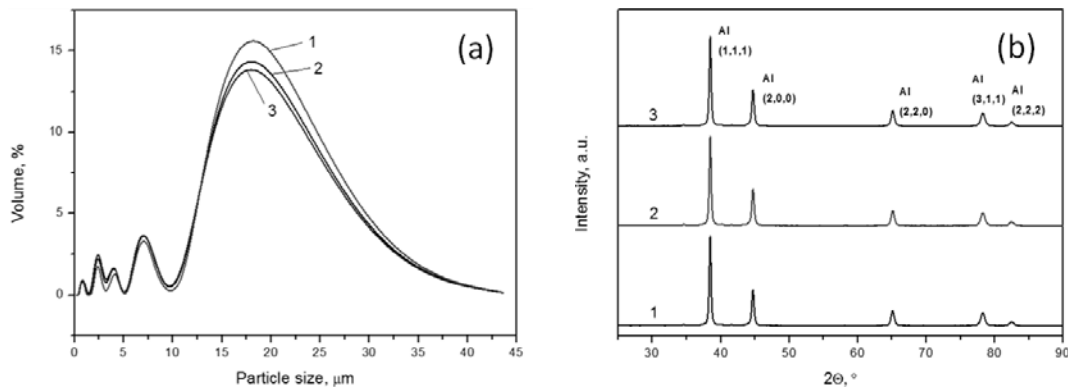 (a)
1
2
3
15
10
5
0
Volume, %
0 5 10 15 20 25 30 35 40 45
Particle size, µm
(b)
Al
(1,1,1)
Al
(2,0,0)
Al
(2,2,0)
Al
(3,1,1)
Al
(2,2,2)
3
2
1
Intensity, a.u.
30 40 50 60 70 80 90
2Θ, °